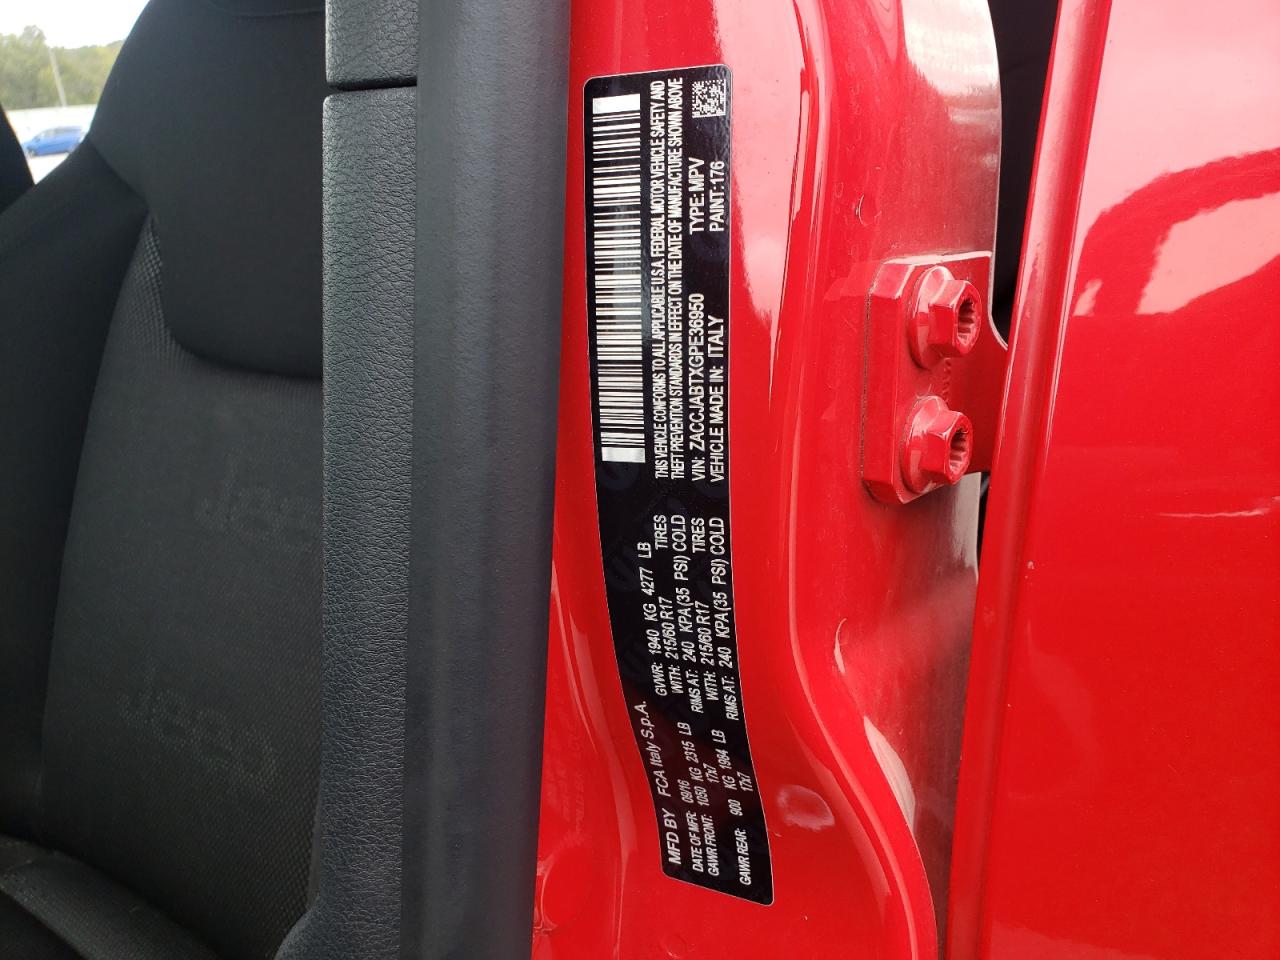 MFD BY FCA Italy S.p.A.
DATE OF MFR: 09/16
GVWR: 1940 KG 4277 LB
GAWR FRONT: 1050 KG 2315 LB
WITH: 215/60 R17 TIRES
17x7 RIMS AT: 240 KPA(35 PSI) COLD
GAWR REAR: 900 KG 1984 LB
WITH: 215/60 R17 TIRES
17x7 RIMS AT: 240 KPA(35 PSI) COLD
THIS VEHICLE CONFORMS TO ALL APPLICABLE U.S.A. FEDERAL MOTOR VEHICLE SAFETY AND
THEFT PREVENTION STANDARDS IN EFFECT ON THE DATE OF MANUFACTURE SHOWN ABOVE
VIN: ZACCJABTXGPE36950 TYPE: MPV
VEHICLE MADE IN: ITALY PAINT: 176
Jeep
Jeep